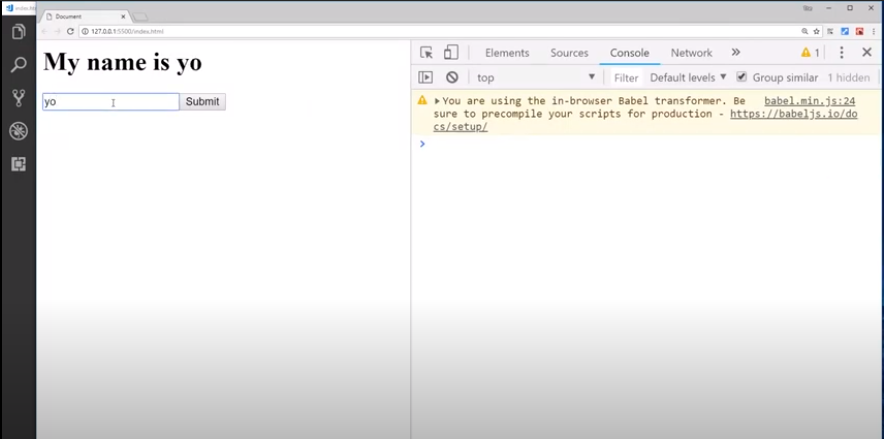 Document
127.0.0.1:5500/index.html
My name is yo
yo
Submit
Elements Sources Console Network » 1
top Filter Default levels Group similar 1 hidden
You are using the in-browser Babel transformer. Be babel.min.js:24
sure to precompile your scripts for production - https://babeljs.io/do
cs/setup/